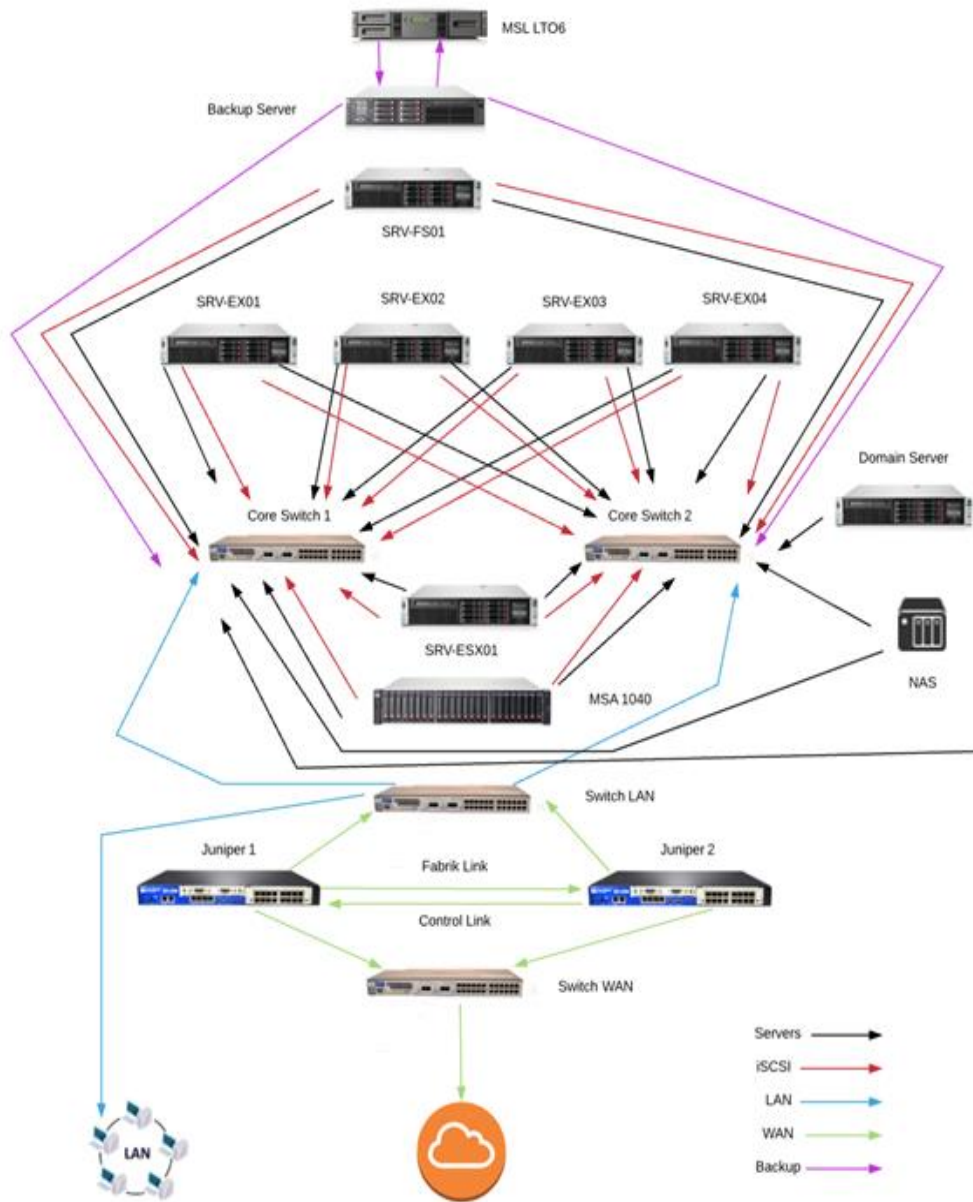 MSL LTO6
Backup Server
SRV-FS01
SRV-EX01
SRV-EX02
SRV-EX03
SRV-EX04
Domain Server
Core Switch 1
Core Switch 2
SRV-ESX01
NAS
MSA 1040
Switch LAN
Juniper 1
Juniper 2
Fabrik Link
Control Link
Switch WAN
Servers
iSCSI
LAN
WAN
Backup
LAN